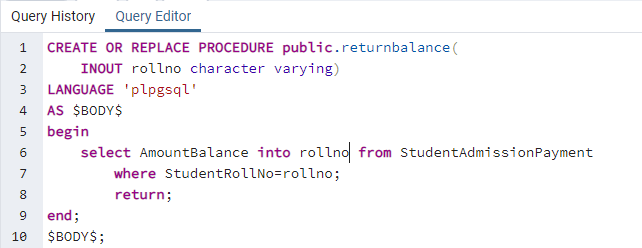 Query History Query Editor
1 CREATE OR REPLACE PROCEDURE public.returnbalance(
2 INOUT rollno character varying)
3 LANGUAGE 'plpgsql'
4 AS $BODY$
5 begin
6 select AmountBalance into rollno from StudentAdmissionPayment
7 where StudentRollNo=rollno;
8 return;
9 end;
10 $BODY$;